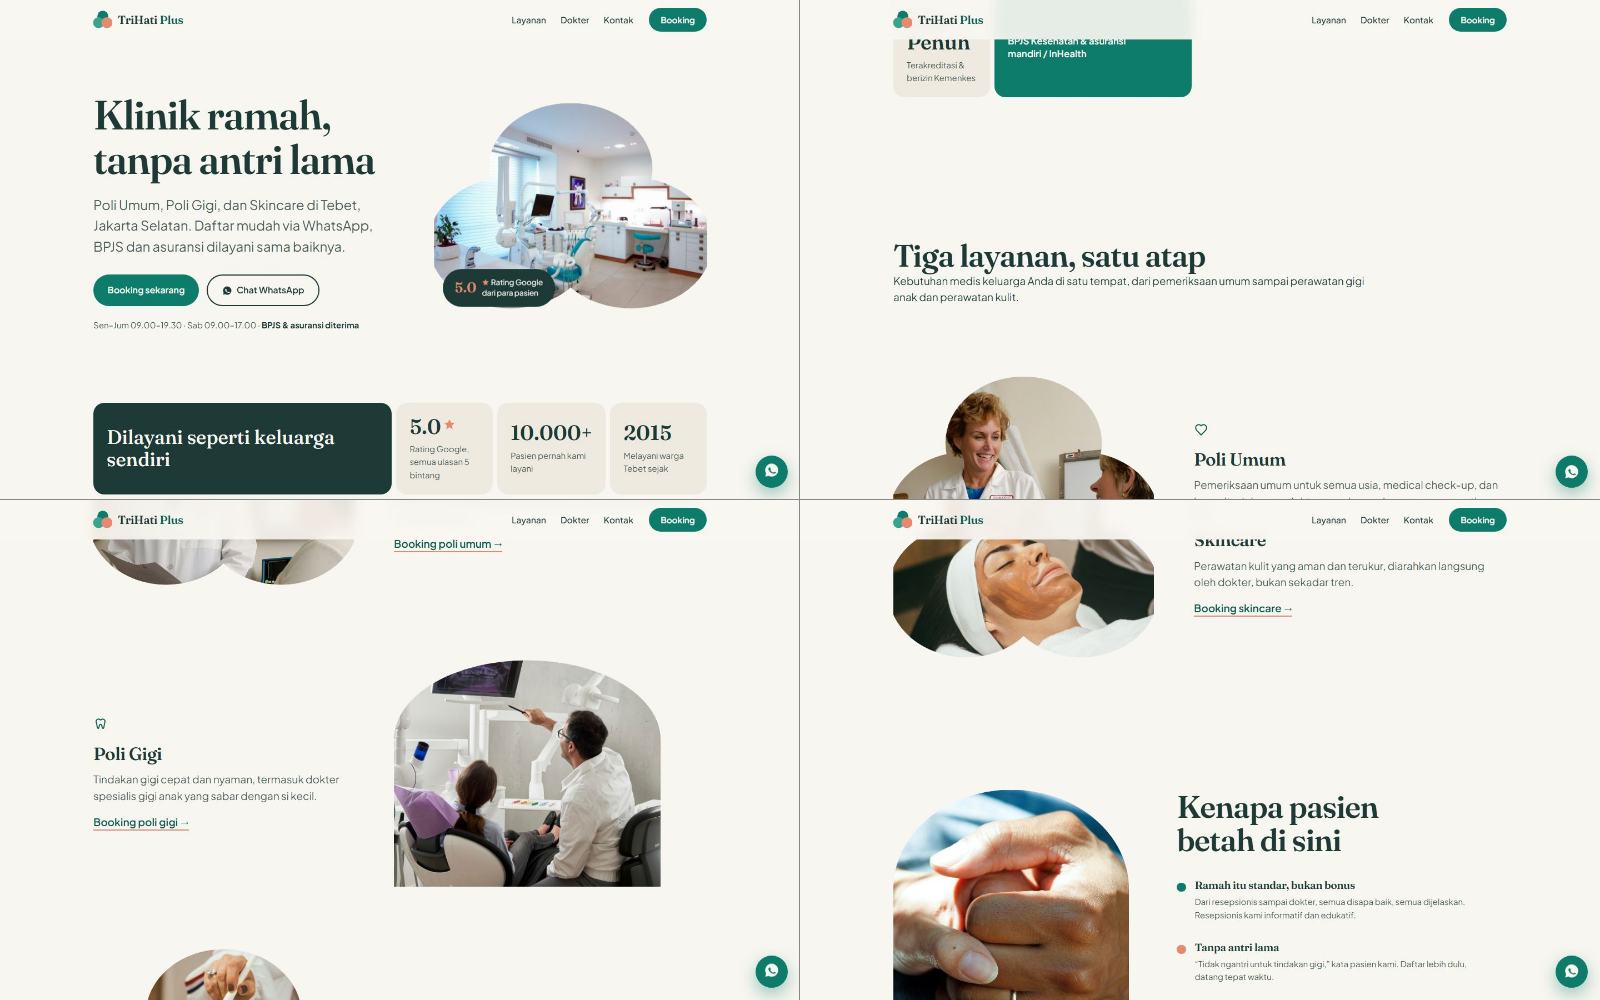 TriHati Plus
Layanan Dokter Kontak Booking
Klinik ramah,
tanpa antri lama
Poli Umum, Poli Gigi, dan Skincare di Tebet,
Jakarta Selatan. Daftar mudah via WhatsApp,
BPJS dan asuransi dilayani sama baiknya.
Booking sekarang
Chat WhatsApp
Sen–Jum 09.00–19.30 · Sab 09.00–17.00 · BPJS & asuransi diterima
5.0 ★ Rating Google
dari para pasien
Dilayani seperti keluarga
sendiri
5.0 ★
Rating Google,
semua ulasan 5
bintang
10.000+
Pasien pernah kami
layani
2015
Melayani warga
Tebet sejak
TriHati Plus
Layanan Dokter Kontak Booking
Penuh
Terakreditasi &
berizin Kemenkes
BPJS Kesehatan & asuransi
mandiri / InHealth
Tiga layanan, satu atap
Kebutuhan medis keluarga Anda di satu tempat, dari pemeriksaan umum sampai perawatan gigi
anak dan perawatan kulit.
Poli Umum
Pemeriksaan umum untuk semua usia, medical check-up, dan
TriHati Plus
Layanan Dokter Kontak Booking
Booking poli umum →
Poli Gigi
Tindakan gigi cepat dan nyaman, termasuk dokter
spesialis gigi anak yang sabar dengan si kecil.
Booking poli gigi →
TriHati Plus
Layanan Dokter Kontak Booking
Skincare
Perawatan kulit yang aman dan terukur, diarahkan langsung
oleh dokter, bukan sekadar tren.
Booking skincare →
Kenapa pasien
betah di sini
Ramah itu standar, bukan bonus
Dari resepsionis sampai dokter, semua disapa baik, semua dijelaskan.
Resepsionis kami informatif dan edukatif.
Tanpa antri lama
“Tidak ngantri untuk tindakan gigi,” kata pasien kami. Daftar lebih dulu,
datang tepat waktu.